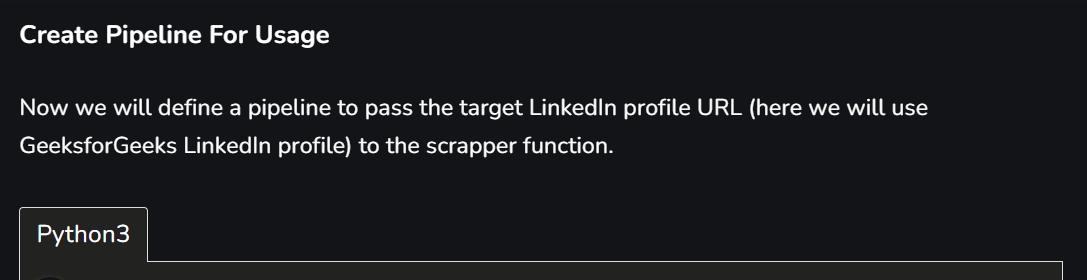 Create Pipeline For Usage
Now we will define a pipeline to pass the target LinkedIn profile URL (here we will use
GeeksforGeeks LinkedIn profile) to the scrapper function.
Python3